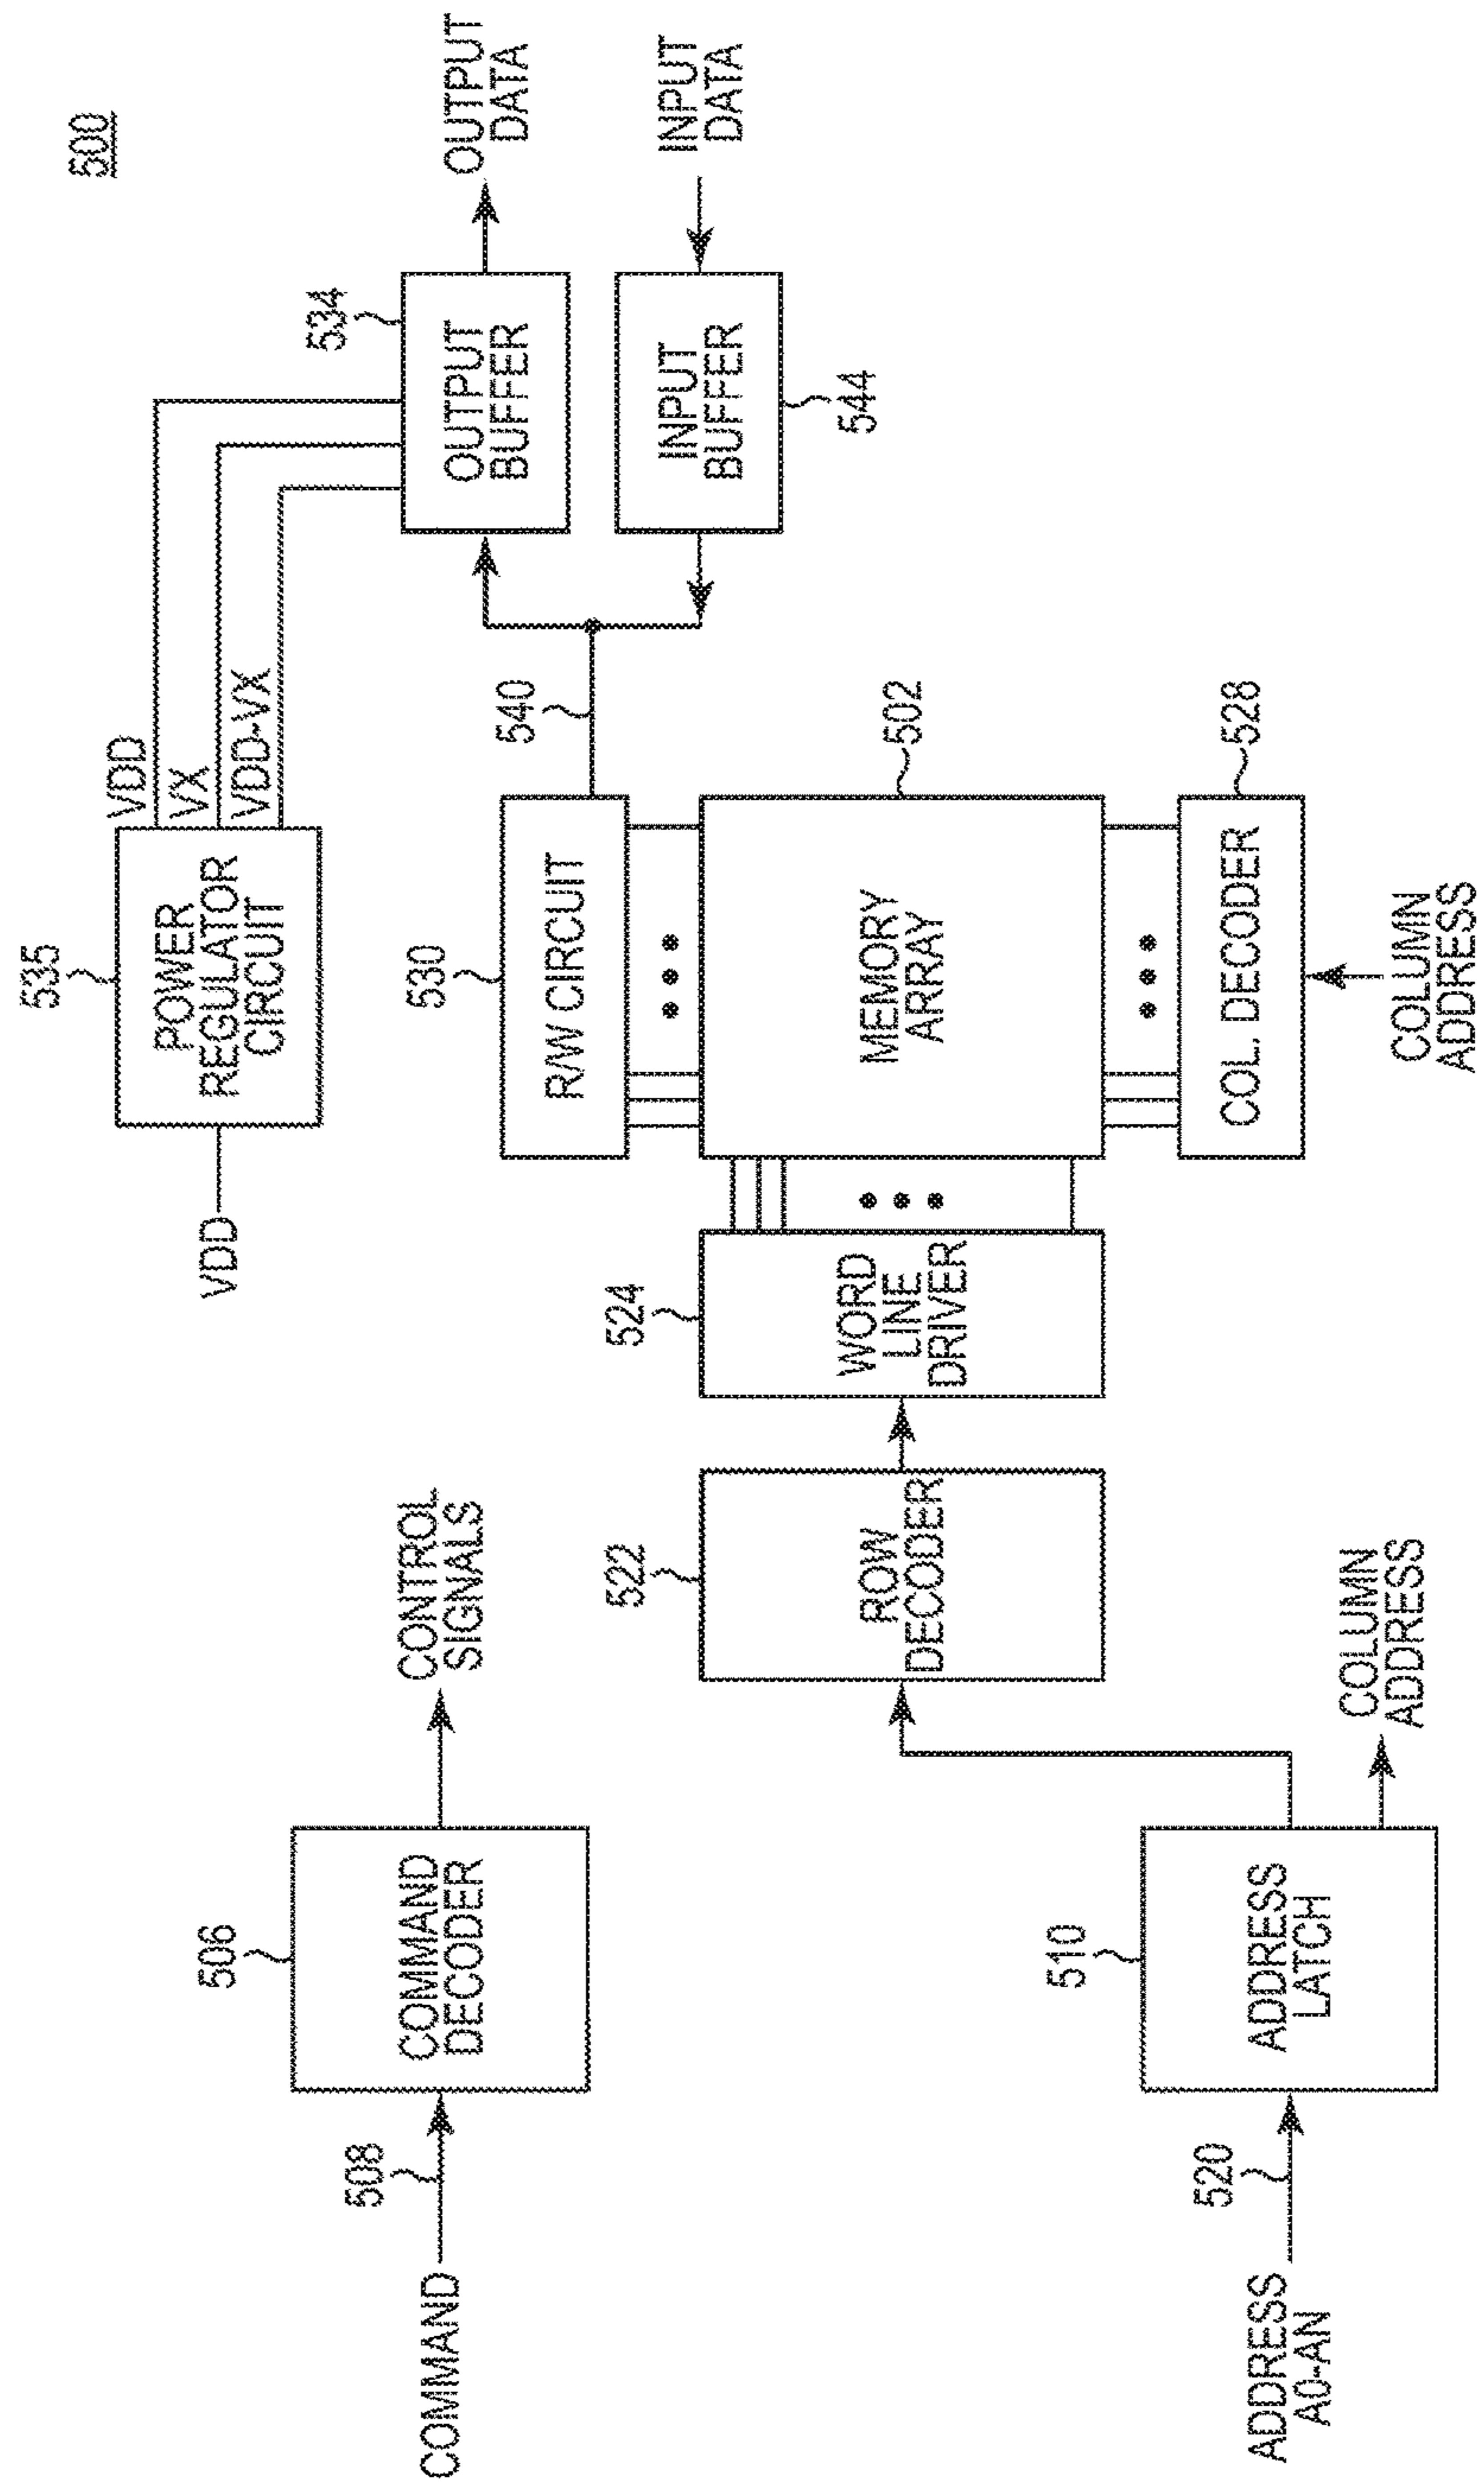 500
535
POWER
REGULATOR
CIRCUIT
VDD
VDD
VX
VDD-VX
534
OUTPUT
BUFFER
OUTPUT
DATA
INPUT
BUFFER
544
INPUT
DATA
506
COMMAND
DECODER
508
COMMAND
CONTROL
SIGNALS
530
R/W CIRCUIT
540
522
ROW
DECODER
524
WORD
LINE
DRIVER
MEMORY
ARRAY
502
COL. DECODER
528
COLUMN
ADDRESS
510
ADDRESS
LATCH
520
ADDRESS
A0-AN
COLUMN
ADDRESS